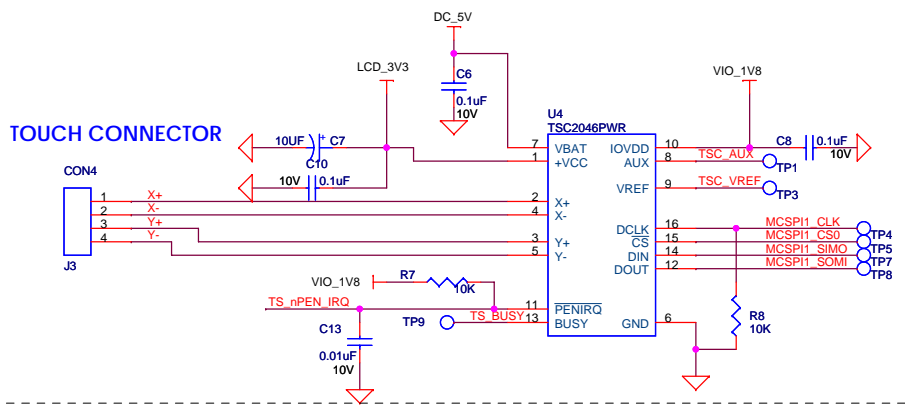 DC_5V
LCD_3V3
VIO_1V8
C6
0.1uF
10V
U4
TSC2046PWR
TOUCH CONNECTOR
10UF + C7
C10
10V 0.1uF
7 VBAT
1 +VCC
IOVDD 10
AUX 8 TSC_AUX TP1
C8 0.1uF
10V
VREF 9 TSC_VREF TP3
CON4
1 X+
2 X-
3 Y+
4 Y-
J3
2 X+
4 X-
3 Y+
5 Y-
DCLK 16 MCSPI1_CLK TP4
CS 15 MCSPI1_CS0 TP5
DIN 14 MCSPI1_SIMO TP7
DOUT 12 MCSPI1_SOMI TP8
VIO_1V8
R7
10K
TS_nPEN_IRQ
11 PENIRQ
TP9 TS_BUSY 13 BUSY
GND 6
R8
10K
C13
0.01uF
10V